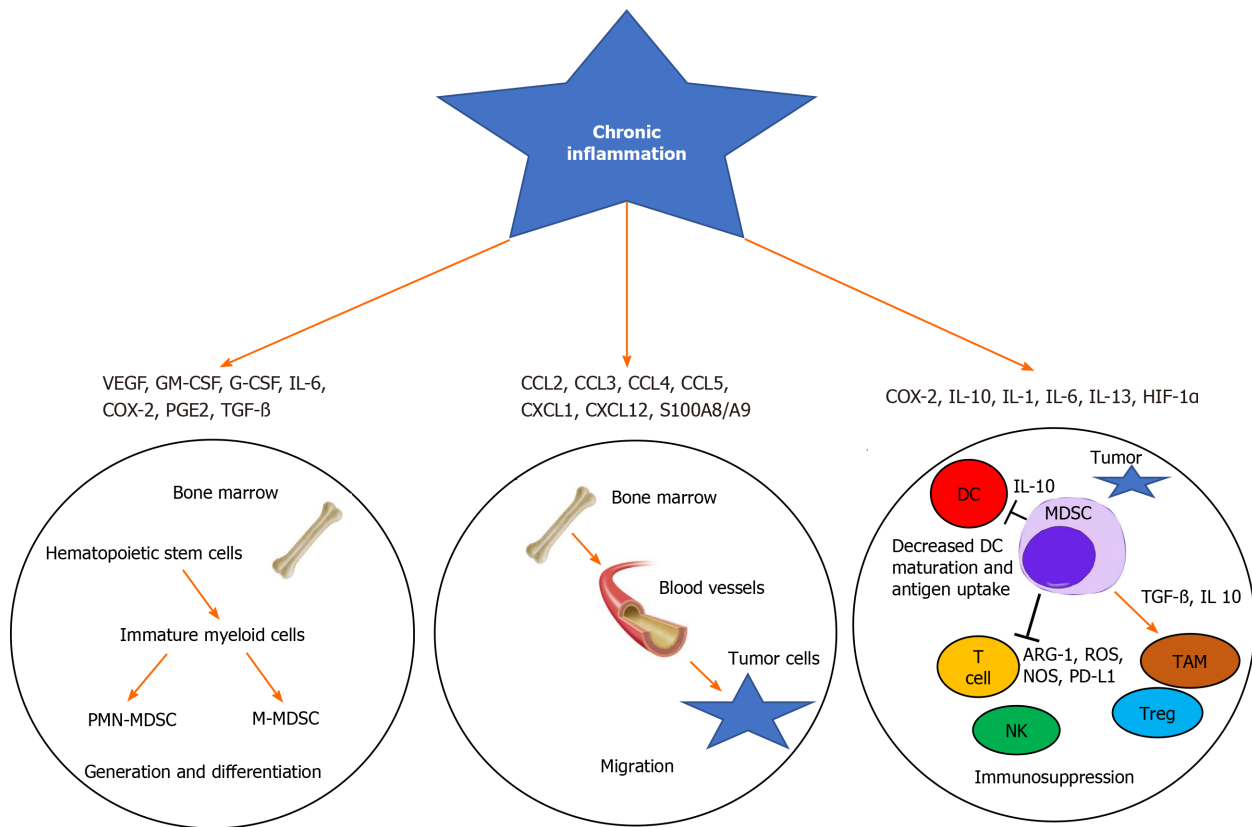 Chronic
inflammation
VEGF, GM-CSF, G-CSF, IL-6,
COX-2, PGE2, TGF-ß
Bone marrow
Hematopoietic stem cells
Immature myeloid cells
PMN-MDSC
M-MDSC
Generation and differentiation
CCL2, CCL3, CCL4, CCL5,
CXCL1, CXCL12, S100A8/A9
Bone marrow
Blood vessels
Tumor cells
Migration
COX-2, IL-10, IL-1, IL-6, IL-13, HIF-1α
Tumor
DC
IL-10
MDSC
Decreased DC
maturation and
antigen uptake
TGF-ß, IL 10
T
cell
ARG-1, ROS,
NOS, PD-L1
TAM
Treg
NK
Immunosuppression